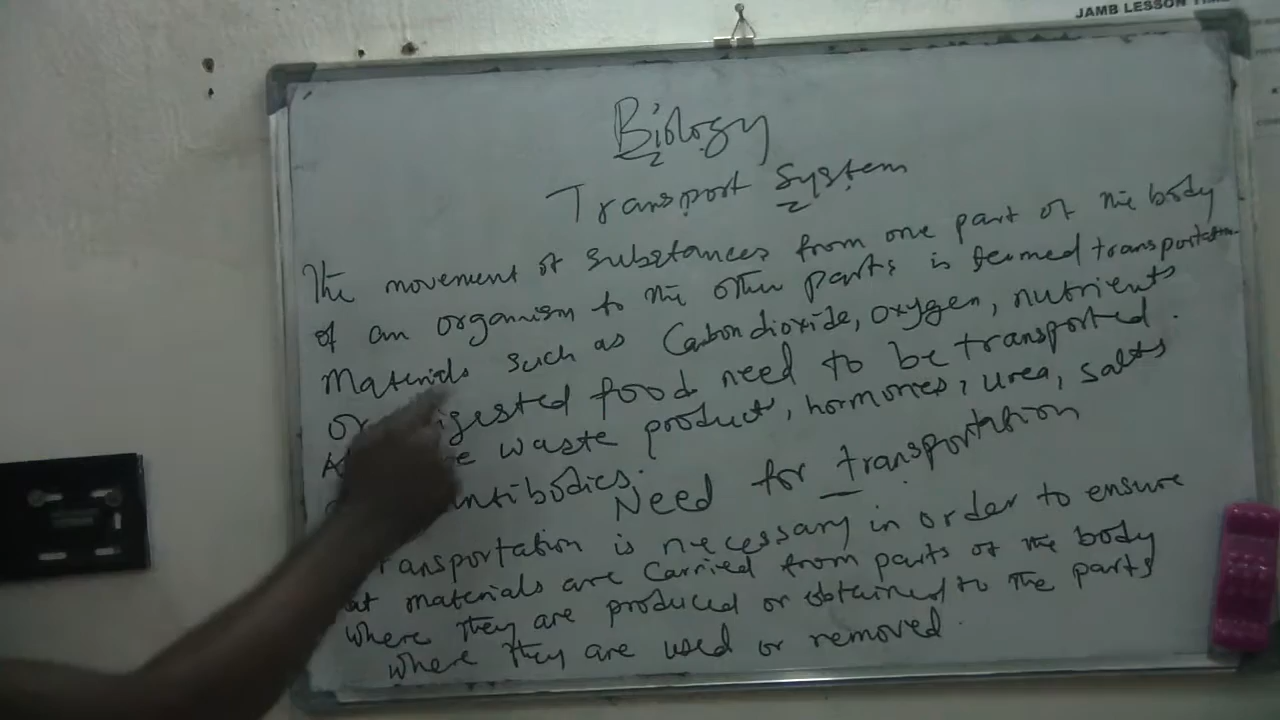 JAMB LESSON TIME
Biology
Transport System
The movement of substances from one part of the body
of an organism to the other parts is termed transportation
Materials such as Carbondioxide, oxygen, nutrients
or digested food need to be transported.
waste product, hormones, urea, salts
antibodies.
Need for transportation
Transportation is necessary in order to ensure
materials are carried from parts of the body
where they are produced or obtained to the parts
where they are used or removed.